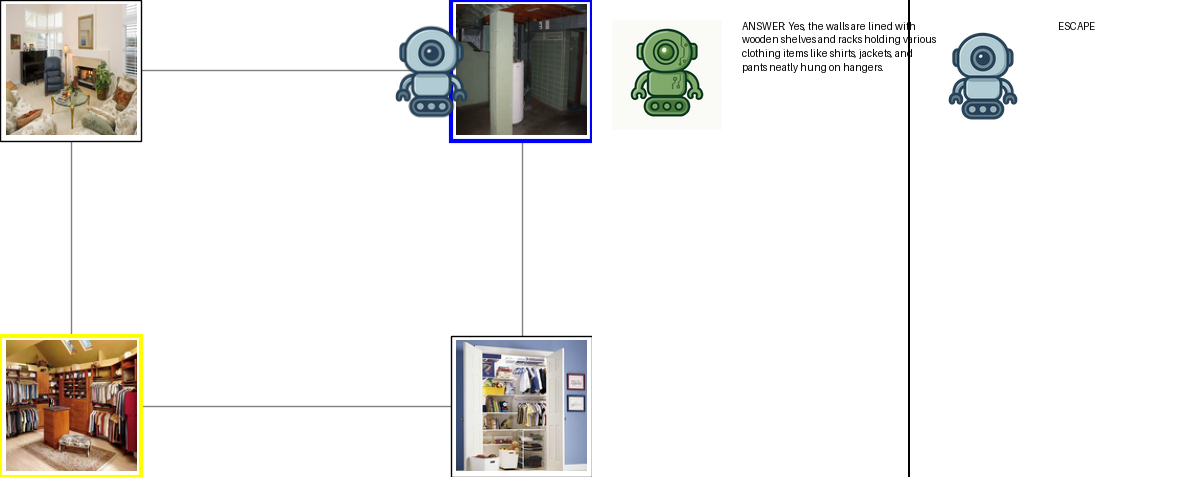 ANSWER: Yes, the walls are lined with
wooden shelves and racks holding various
clothing items like shirts, jackets, and
pants neatly hung on hangers.
ESCAPE